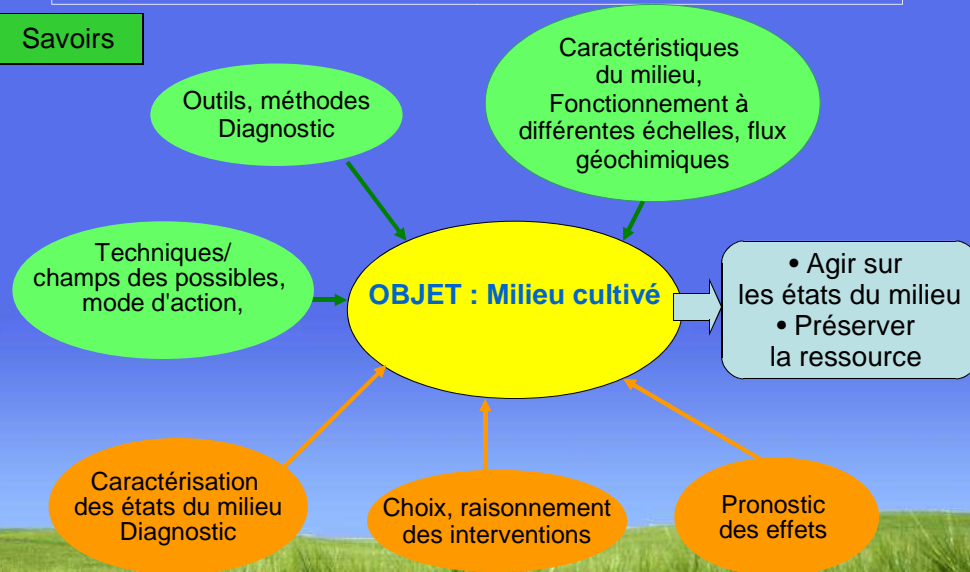 Savoirs
Caractéristiques
du milieu,
Fonctionnement à
différentes échelles, flux
géochimiques
Outils, méthodes
Diagnostic
Techniques/
champs des possibles,
mode d'action,
OBJET : Milieu cultivé
• Agir sur
les états du milieu
• Préserver
la ressource
Caractérisation
des états du milieu
Diagnostic
Choix, raisonnement
des interventions
Pronostic
des effets